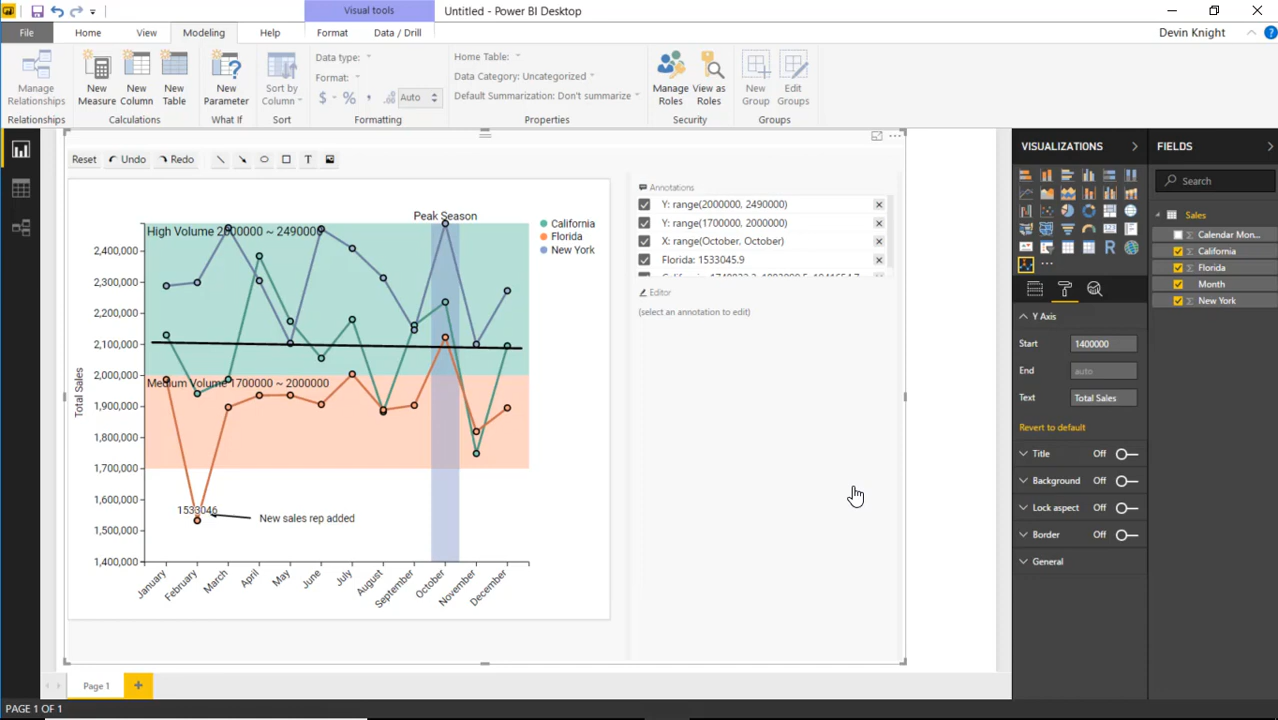 Visual tools
Untitled - Power BI Desktop
File
Home
View
Modeling
Help
Format
Data / Drill
Devin Knight
Manage Relationships
New Measure
New Column
New Table
New Parameter
Sort by Column
Data type:
Format:
$ % , .00 Auto
Home Table:
Data Category: Uncategorized
Default Summarization: Don't summarize
Manage Roles
View as Roles
New Group
Edit Groups
Relationships
Calculations
What If
Sort
Formatting
Properties
Security
Groups
Reset
Undo
Redo
T
Peak Season
High Volume 2000000 ~ 2490000
California
Florida
New York
2,400,000
2,300,000
2,200,000
2,100,000
2,000,000
1,900,000
1,800,000
1,700,000
1,600,000
1,500,000
1,400,000
Total Sales
Medium Volume 1700000 ~ 2000000
1533046
New sales rep added
January
February
March
April
May
June
July
August
September
October
November
December
Annotations
Y: range(2000000, 2490000)
Y: range(1700000, 2000000)
X: range(October, October)
Florida: 1533045.9
Editor
(select an annotation to edit)
VISUALIZATIONS
R
Y Axis
Start 1400000
End auto
Text Total Sales
Revert to default
Title Off
Background Off
Lock aspect Off
Border Off
General
FIELDS
Search
Sales
Calendar Mon...
Σ California
Σ Florida
Month
Σ New York
Page 1
PAGE 1 OF 1